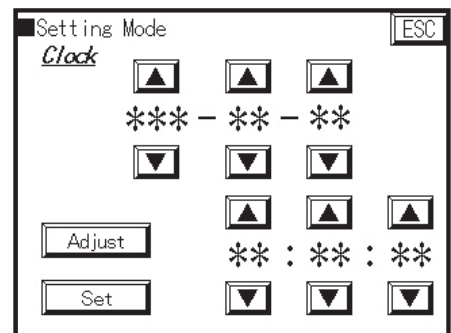 ■Setting Mode ESC
Clock
▲ ▲ ▲
***-**-**
▼ ▼ ▼
▲ ▲ ▲
Adjust **:**:**
Set ▼ ▼ ▼